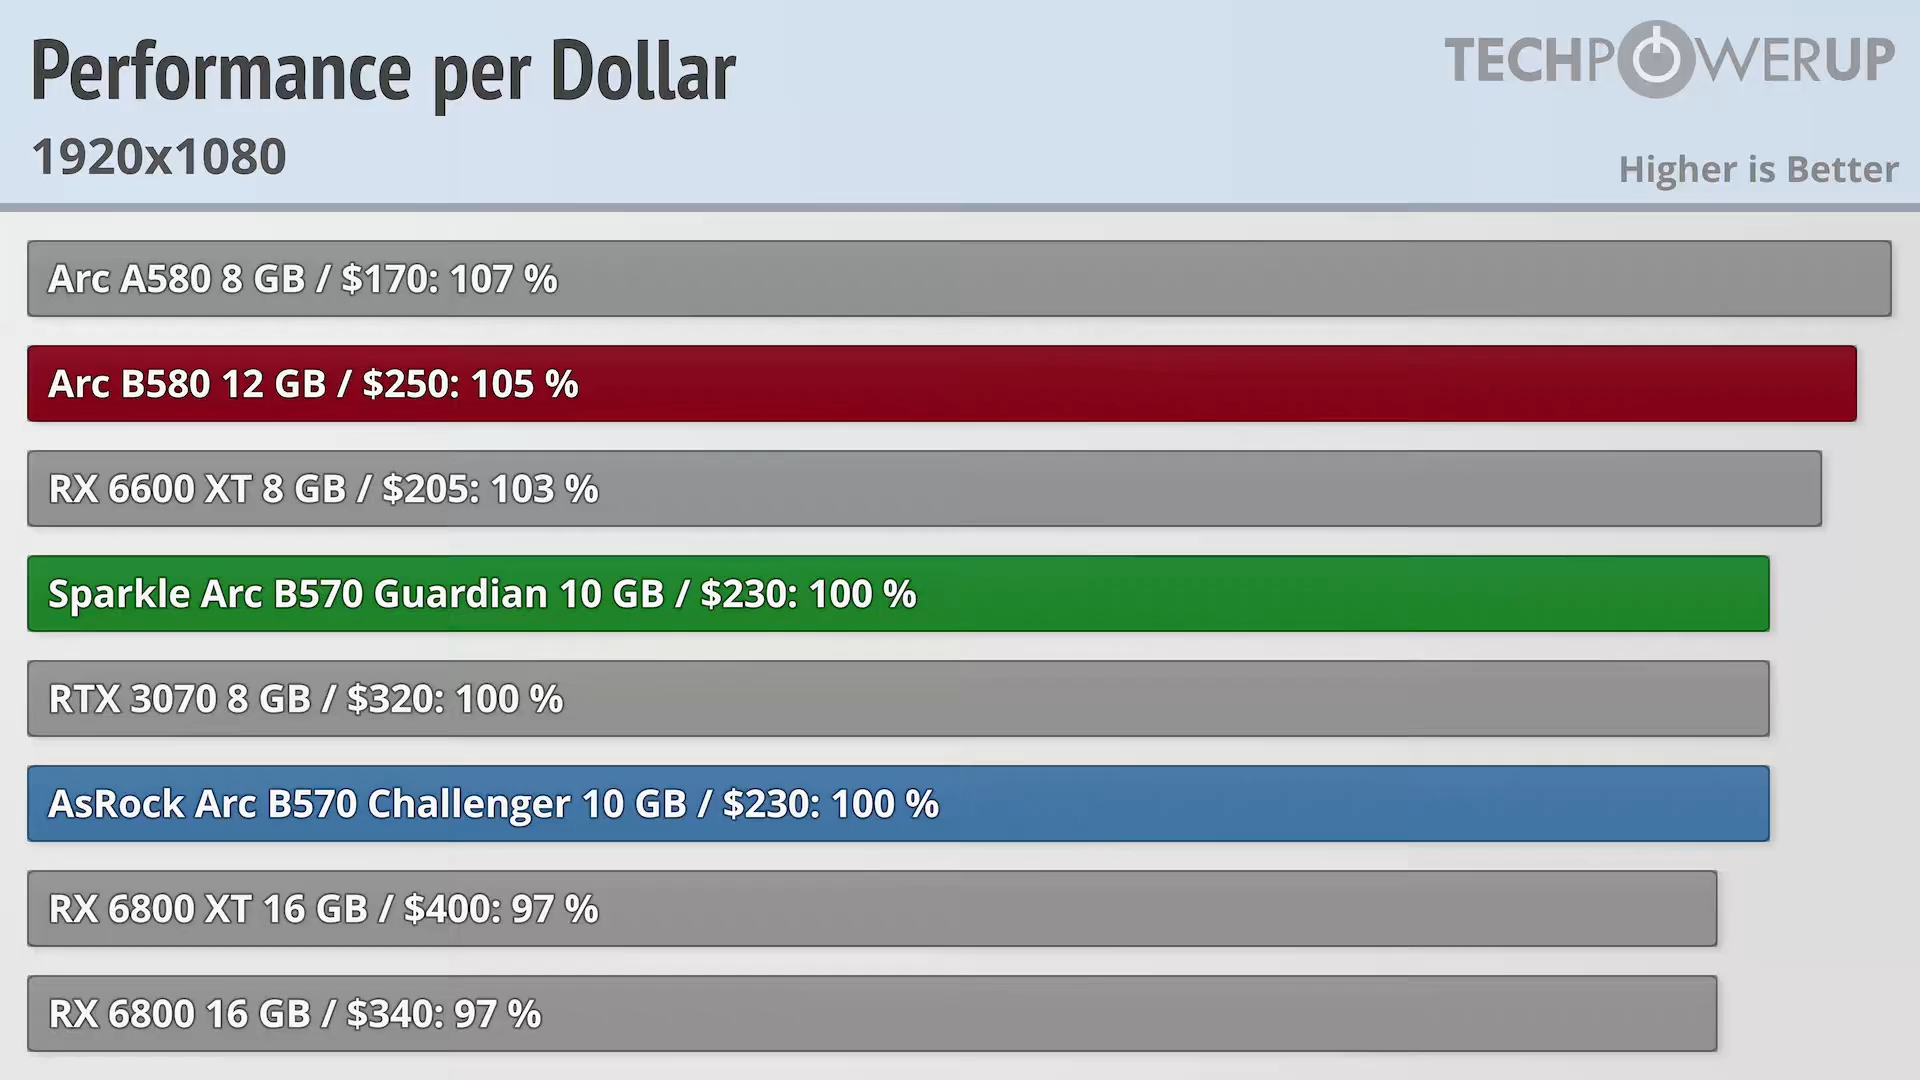 Performance per Dollar
TECHPOWERUP
1920x1080
Higher is Better
Arc A580 8 GB / $170: 107 %
Arc B580 12 GB / $250: 105 %
RX 6600 XT 8 GB / $205: 103 %
Sparkle Arc B570 Guardian 10 GB / $230: 100 %
RTX 3070 8 GB / $320: 100 %
AsRock Arc B570 Challenger 10 GB / $230: 100 %
RX 6800 XT 16 GB / $400: 97 %
RX 6800 16 GB / $340: 97 %